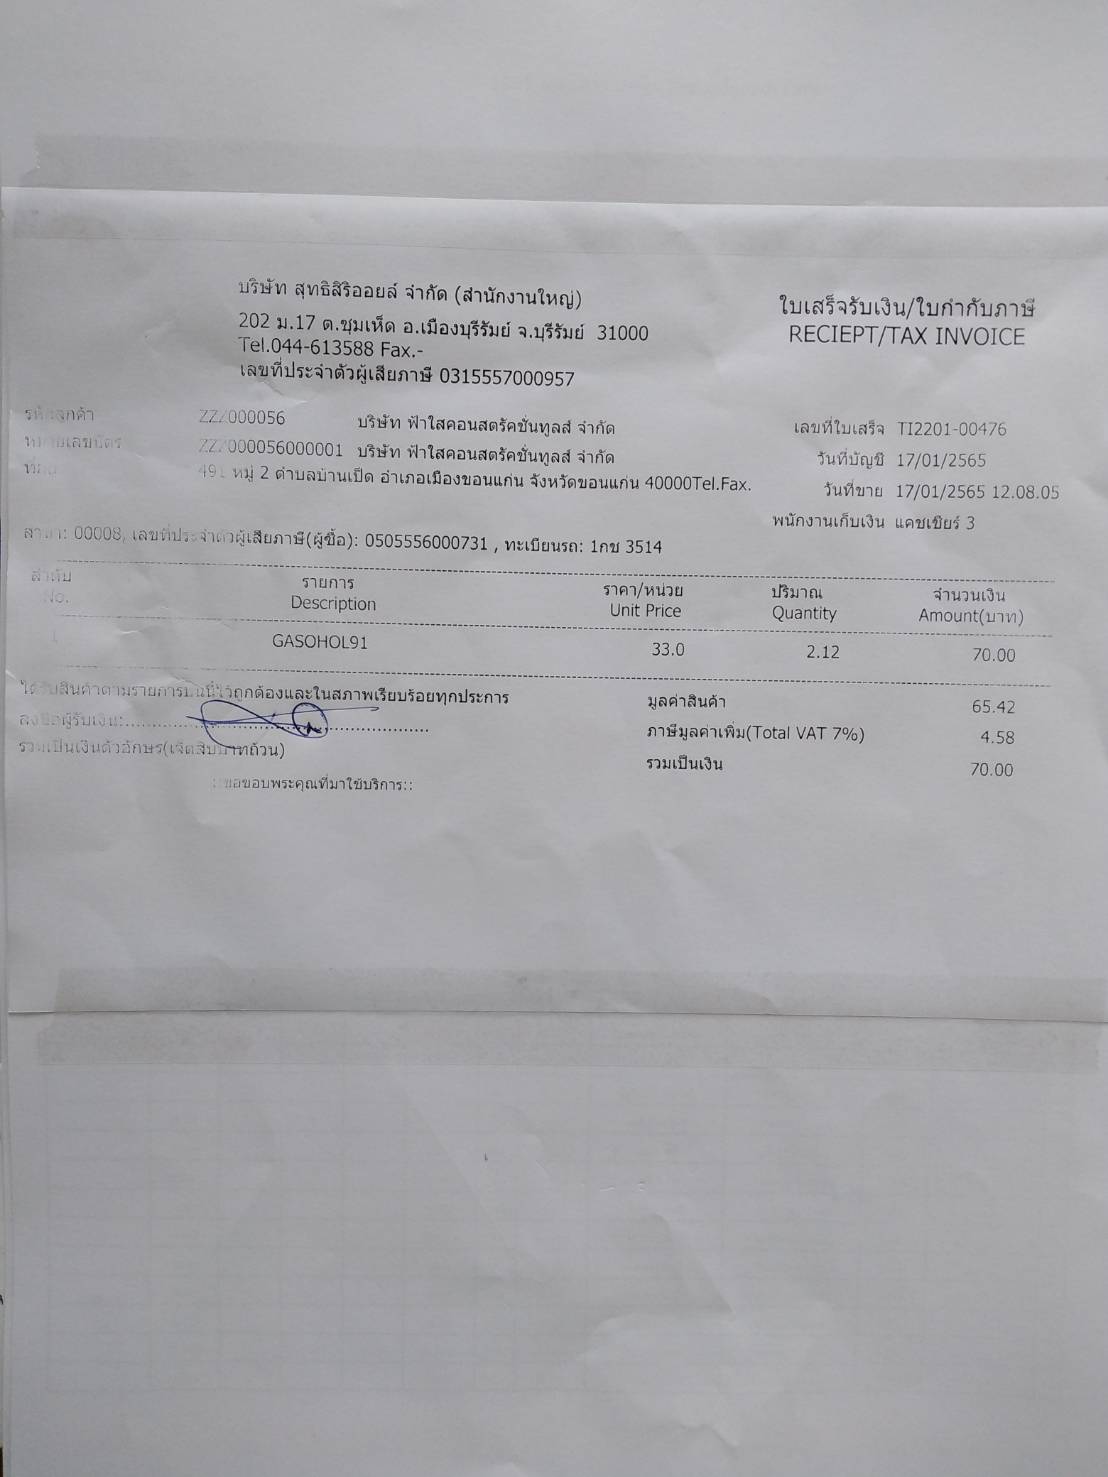 บริษัท สุทธิสิริออยล์ จำกัด (สำนักงานใหญ่)
202 ม.17 ต.ชุมเห็ด อ.เมืองบุรีรัมย์ จ.บุรีรัมย์ 31000
Tel.044-613588 Fax.-
เลขที่ประจำตัวผู้เสียภาษี 0315557000957
ใบเสร็จรับเงิน/ใบกำกับภาษี
RECIEPT/TAX INVOICE
รหัสลูกค้า ZZZ000056 บริษัท ฟ้าใสคอนสตรัคชั่นทูลส์ จำกัด
หมายเลขบัตร ZZZ000056000001 บริษัท ฟ้าใสคอนสตรัคชั่นทูลส์ จำกัด
หมู่ 2 ตำบลบ้านเป็ด อำเภอเมืองขอนแก่น จังหวัดขอนแก่น 40000Tel.Fax.
เลขที่ใบเสร็จ TI2201-00476
วันที่บัญชี 17/01/2565
วันที่ขาย 17/01/2565 12.08.05
พนักงานเก็บเงิน แคชเชียร์ 3
สาขา: 00008, เลขที่ประจำตัวผู้เสียภาษี(ผู้ซื้อ): 0505556000731 , ทะเบียนรถ: 1กช 3514
ลำดับ รายการ ราคา/หน่วย ปริมาณ จำนวนเงิน
No. Description Unit Price Quantity Amount(บาท)
GASOHOL91 33.0 2.12 70.00
ได้รับสินค้าตามรายการบนนี้ไว้ถูกต้องและในสภาพเรียบร้อยทุกประการ
ลงชื่อผู้รับเงิน:
รวมเป็นเงินตัวอักษร(เจ็ดสิบบาทถ้วน)
::ขอขอบพระคุณที่มาใช้บริการ::
มูลค่าสินค้า 65.42
ภาษีมูลค่าเพิ่ม(Total VAT 7%) 4.58
รวมเป็นเงิน 70.00